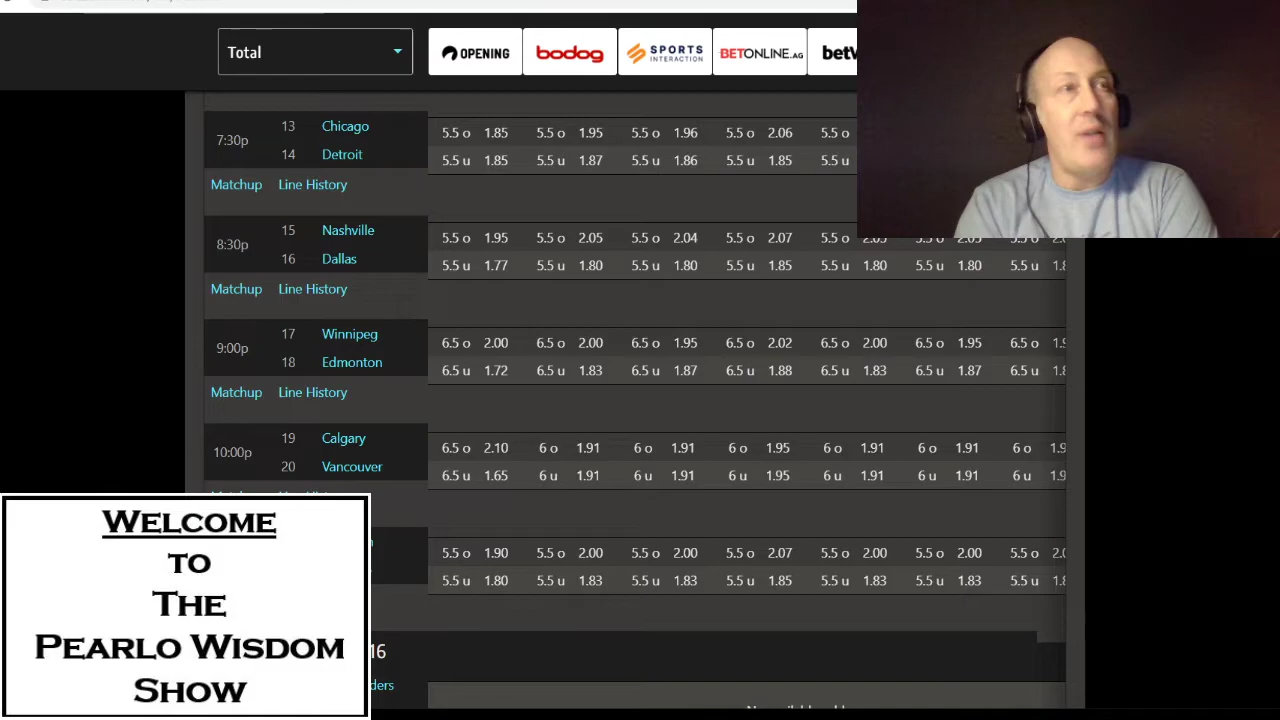 Total OPENING bodog SPORTS INTERACTION BETONLINE.AG
7:30p 13 Chicago 5.5 o 1.85 5.5 o 1.95 5.5 o 1.96 5.5 o 2.06 5.5 o
14 Detroit 5.5 u 1.85 5.5 u 1.87 5.5 u 1.86 5.5 u 1.85 5.5 u
Matchup Line History
8:30p 15 Nashville 5.5 o 1.95 5.5 o 2.05 5.5 o 2.04 5.5 o 2.07 5.5 o 2.05 5.5 o 2.05 5.5 o
16 Dallas 5.5 u 1.77 5.5 u 1.80 5.5 u 1.80 5.5 u 1.85 5.5 u 1.80 5.5 u 1.80 5.5 u
Matchup Line History
9:00p 17 Winnipeg 6.5 o 2.00 6.5 o 2.00 6.5 o 1.95 6.5 o 2.02 6.5 o 2.00 6.5 o 1.95 6.5 o
18 Edmonton 6.5 u 1.72 6.5 u 1.83 6.5 u 1.87 6.5 u 1.88 6.5 u 1.83 6.5 u 1.87 6.5 u
Matchup Line History
10:00p 19 Calgary 6.5 o 2.10 6 o 1.91 6 o 1.91 6 o 1.95 6 o 1.91 6 o 1.91 6 o
20 Vancouver 6.5 u 1.65 6 u 1.91 6 u 1.91 6 u 1.95 6 u 1.91 6 u 1.91 6 u
5.5 o 1.90 5.5 o 2.00 5.5 o 2.00 5.5 o 2.07 5.5 o 2.00 5.5 o 2.00 5.5 o
5.5 u 1.80 5.5 u 1.83 5.5 u 1.83 5.5 u 1.85 5.5 u 1.83 5.5 u 1.83 5.5 u
16
ders
Welcome
to
The
Pearlo Wisdom
Show